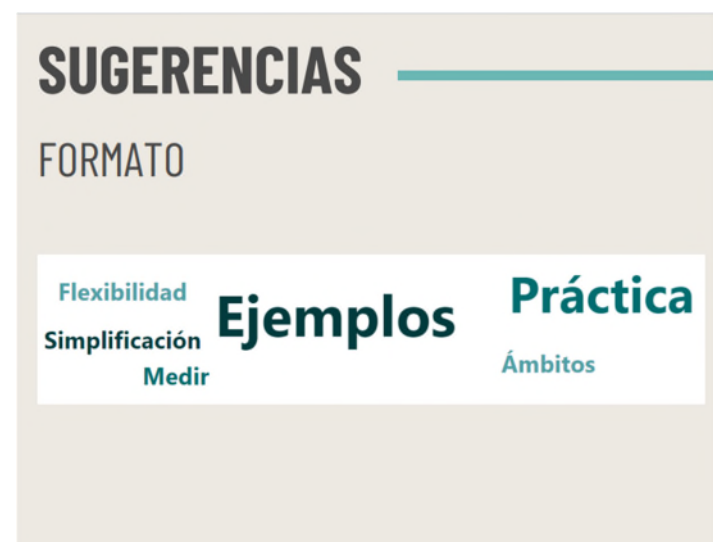 SUGERENCIAS
FORMATO
Flexibilidad
Simplificación
Medir
Ejemplos
Práctica
Ámbitos